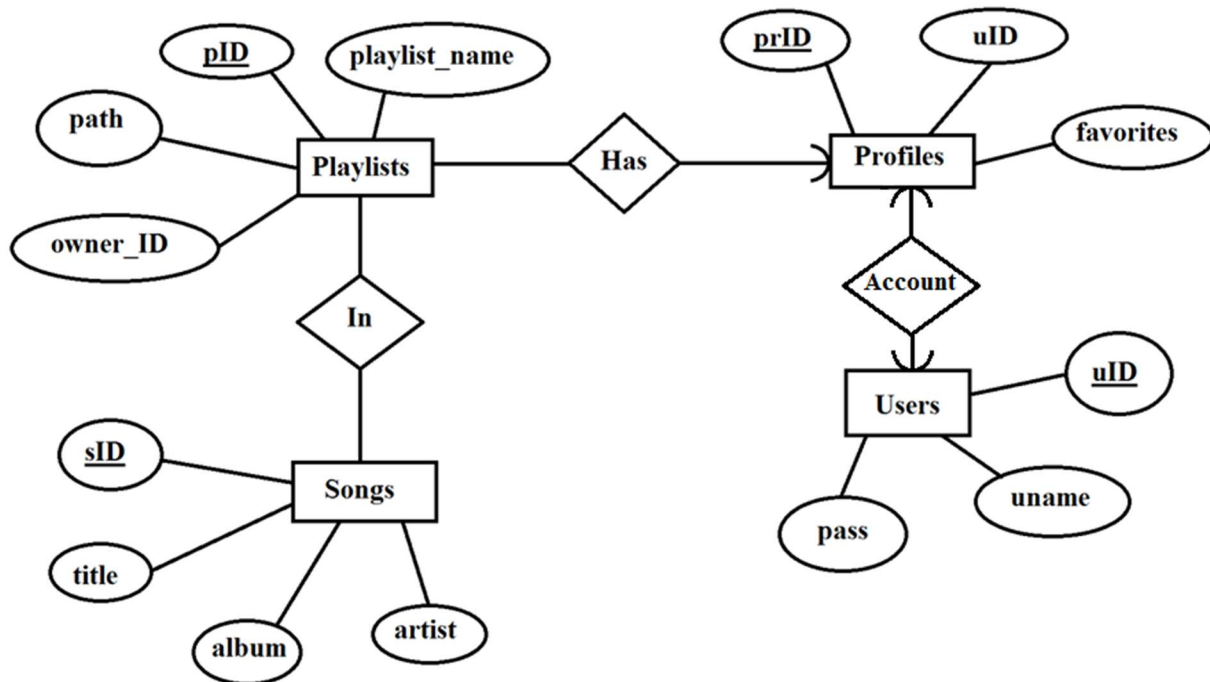 pID
playlist_name
prID
uID
path
favorites
Playlists
Has
Profiles
owner_ID
Account
In
uID
Users
sID
Songs
uname
pass
title
album
artist